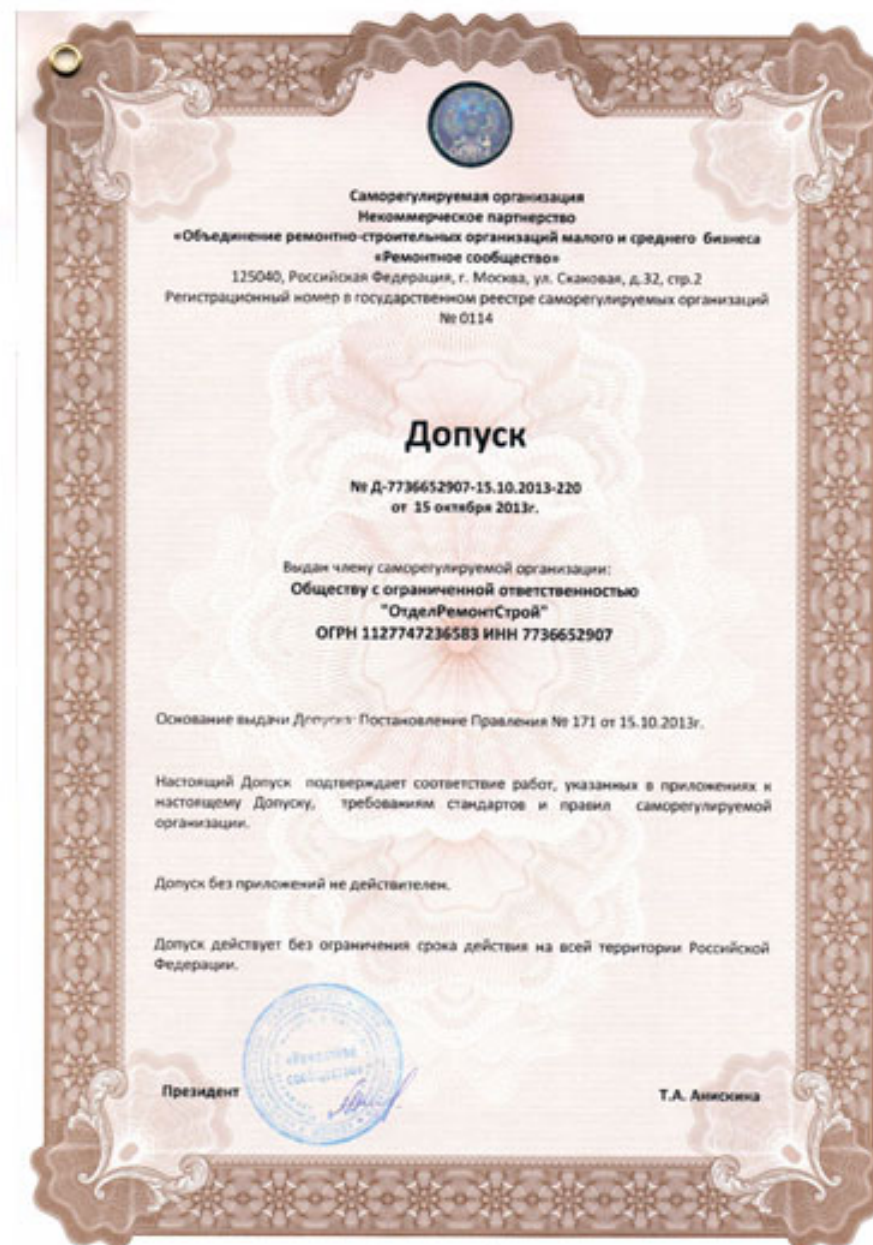 Саморегулируемая организация
Некоммерческое партнерство
«Объединение ремонтно-строительных организаций малого и среднего бизнеса
«Ремонтное сообщество»
125040, Российская Федерация, г. Москва, ул. Скаковая, д.32, стр.2
Регистрационный номер в государственном реестре саморегулируемых организаций
№ 0114
Допуск
№ Д-7736652907-15.10.2013-220
от 15 октября 2013г.
Выдан члену саморегулируемой организации:
Обществу с ограниченной ответственностью
"ОтделРемонтСтрой"
ОГРН 1127747236583 ИНН 7736652907
Основание выдачи Допуска: Постановление Правления № 171 от 15.10.2013г.
Настоящий Допуск подтверждает соответствие работ, указанных в приложениях к
настоящему Допуску, требованиям стандартов и правил саморегулируемой
организации.
Допуск без приложений не действителен.
Допуск действует без ограничения срока действия на всей территории Российской
Федерации.
«Ремонтное
сообщество»
Президент
Т.А. Анискина